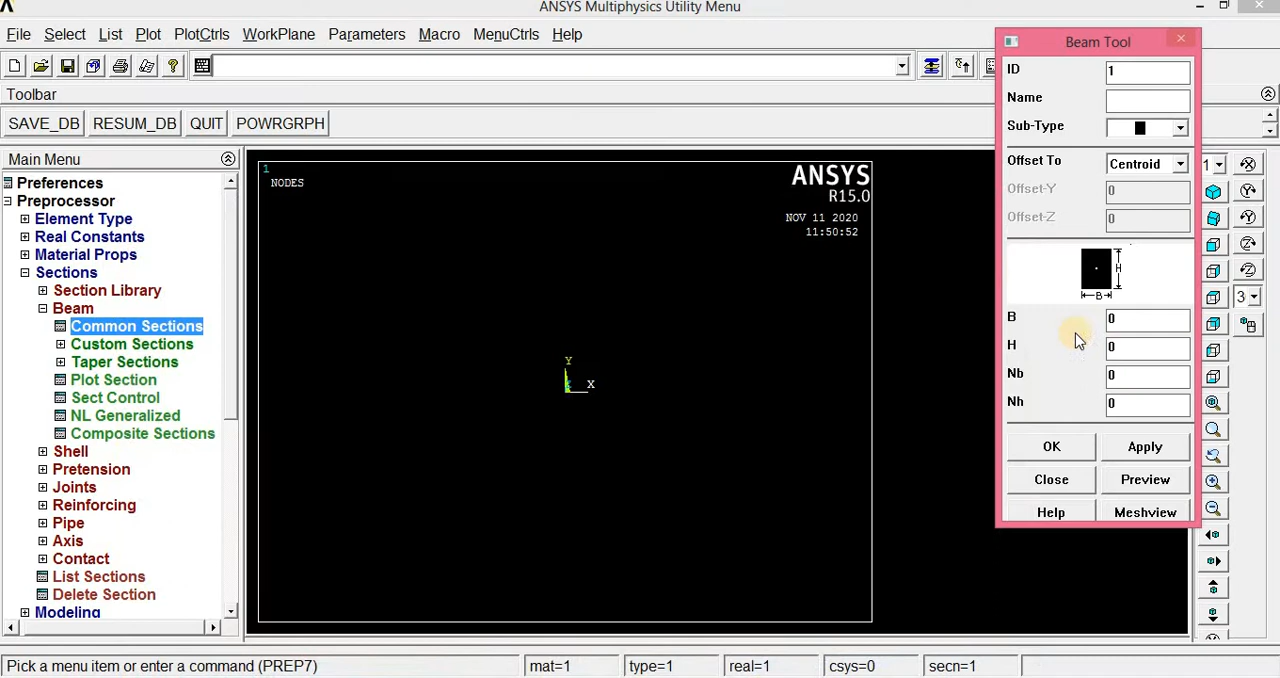 ANSYS Multiphysics Utility Menu
File Select List Plot PlotCtrls WorkPlane Parameters Macro MenuCtrls Help
Toolbar
SAVE_DB RESUM_DB QUIT POWRGRPH
Main Menu
Preferences
Preprocessor
Element Type
Real Constants
Material Props
Sections
Section Library
Beam
Common Sections
Custom Sections
Taper Sections
Plot Section
Sect Control
NL Generalized
Composite Sections
Shell
Pretension
Joints
Reinforcing
Pipe
Axis
Contact
List Sections
Delete Section
Modeling
1
NODES
ANSYS
R15.0
NOV 11 2020
11:50:52
Y
X
Beam Tool
ID 1
Name
Sub-Type
Offset To Centroid
Offset-Y 0
Offset-Z 0
H
B
B 0
H 0
Nb 0
Nh 0
OK Apply
Close Preview
Help Meshview
1
3
Pick a menu item or enter a command (PREP7) mat=1 type=1 real=1 csys=0 secn=1